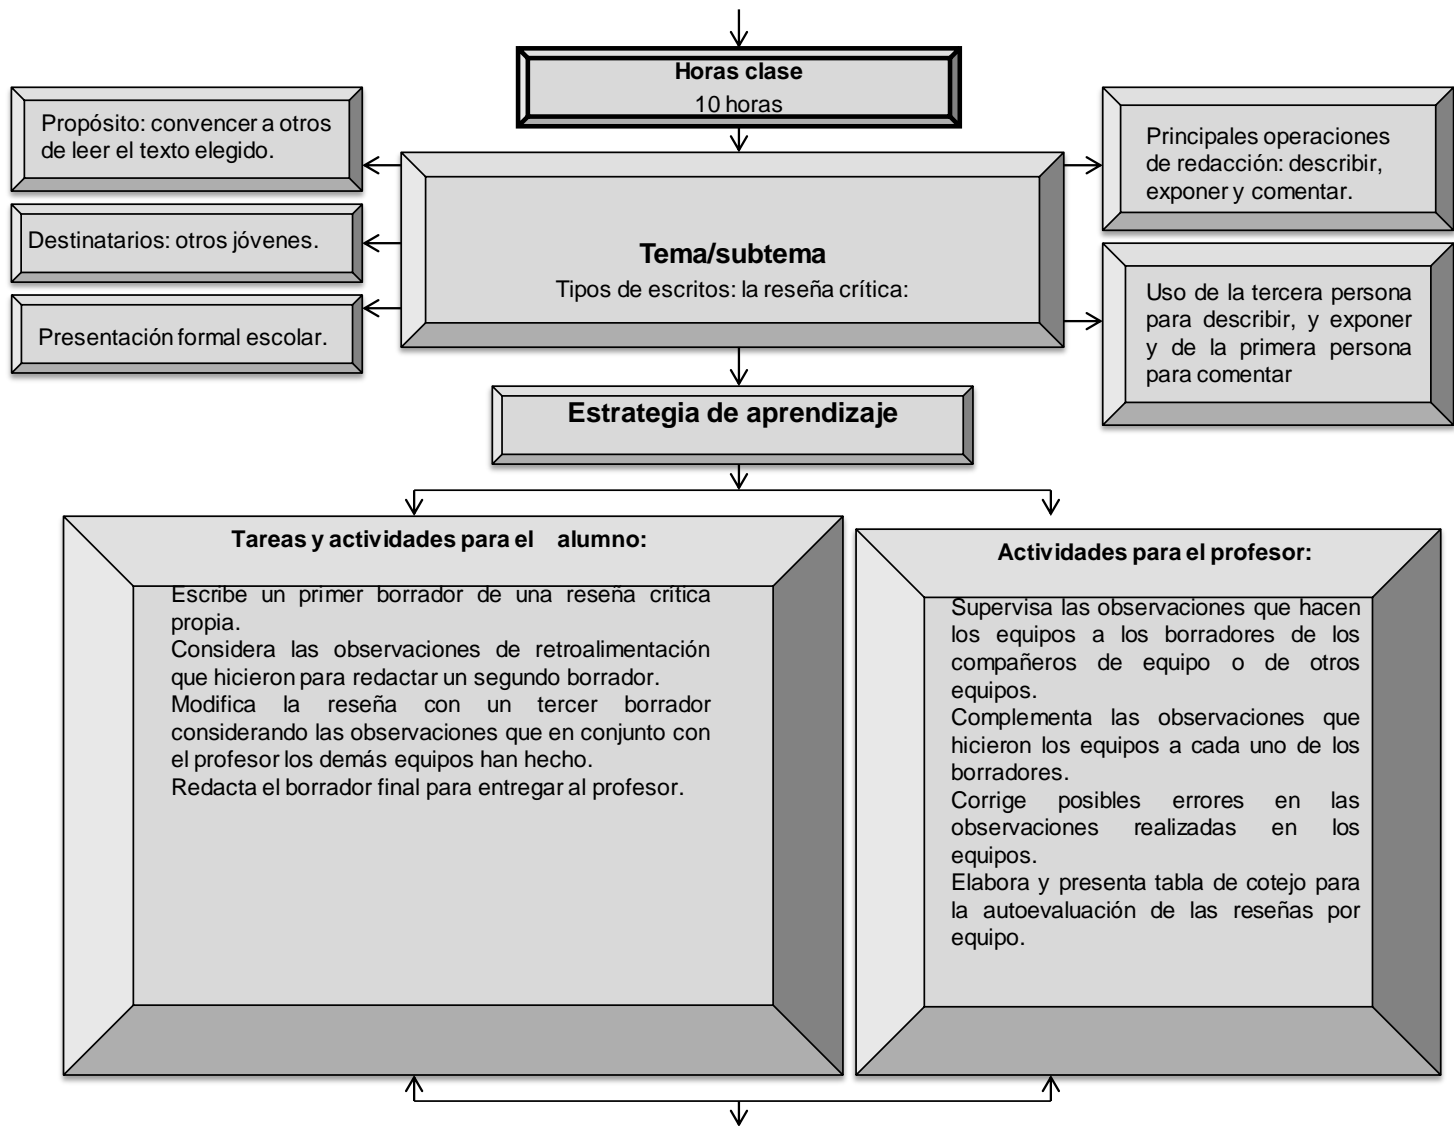 Horas clase
10 horas
Propósito: convencer a otros
de leer el texto elegido.
Destinatarios: otros jóvenes.
Presentación formal escolar.
Tema/subtema
Tipos de escritos: la reseña crítica:
Principales operaciones
de redacción: describir,
exponer y comentar.
Uso de la tercera persona
para describir, y exponer
y de la primera persona
para comentar
Estrategia de aprendizaje
Tareas y actividades para el alumno:
Escribe un primer borrador de una reseña crítica
propia.
Considera las observaciones de retroalimentación
que hicieron para redactar un segundo borrador.
Modifica la reseña con un tercer borrador
considerando las observaciones que en conjunto con
el profesor los demás equipos han hecho.
Redacta el borrador final para entregar al profesor.
Actividades para el profesor:
Supervisa las observaciones que hacen
los equipos a los borradores de los
compañeros de equipo o de otros
equipos.
Complementa las observaciones que
hicieron los equipos a cada uno de los
borradores.
Corrige posibles errores en las
observaciones realizadas en los
equipos.
Elabora y presenta tabla de cotejo para
la autoevaluación de las reseñas por
equipo.